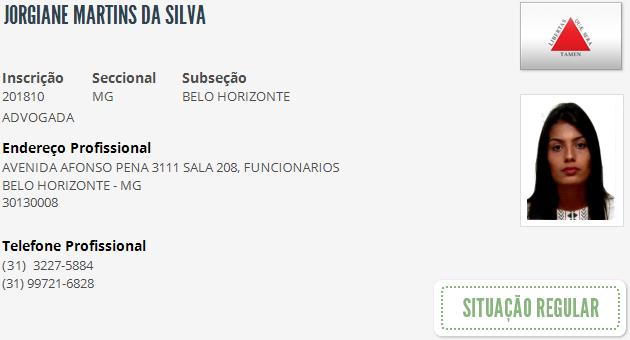 JORGIANE MARTINS DA SILVA
LIBERTAS QUÆ SERA
TAMEN
Inscrição Seccional Subseção
201810 MG BELO HORIZONTE
ADVOGADA
Endereço Profissional
AVENIDA AFONSO PENA 3111 SALA 208, FUNCIONARIOS
BELO HORIZONTE - MG
30130008
Telefone Profissional
(31) 3227-5884
(31) 99721-6828
SITUAÇÃO REGULAR